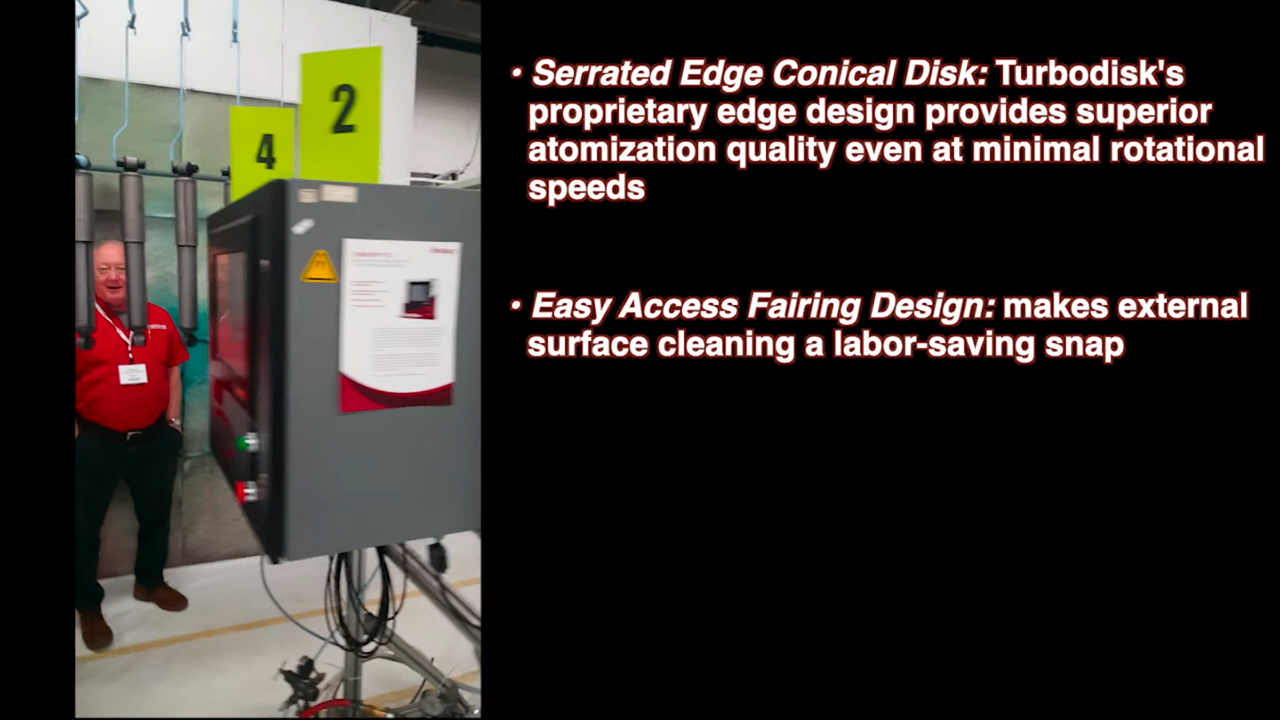 • Serrated Edge Conical Disk: Turbodisk's
proprietary edge design provides superior
atomization quality even at minimal rotational
speeds
• Easy Access Fairing Design: makes external
surface cleaning a labor-saving snap
2
4